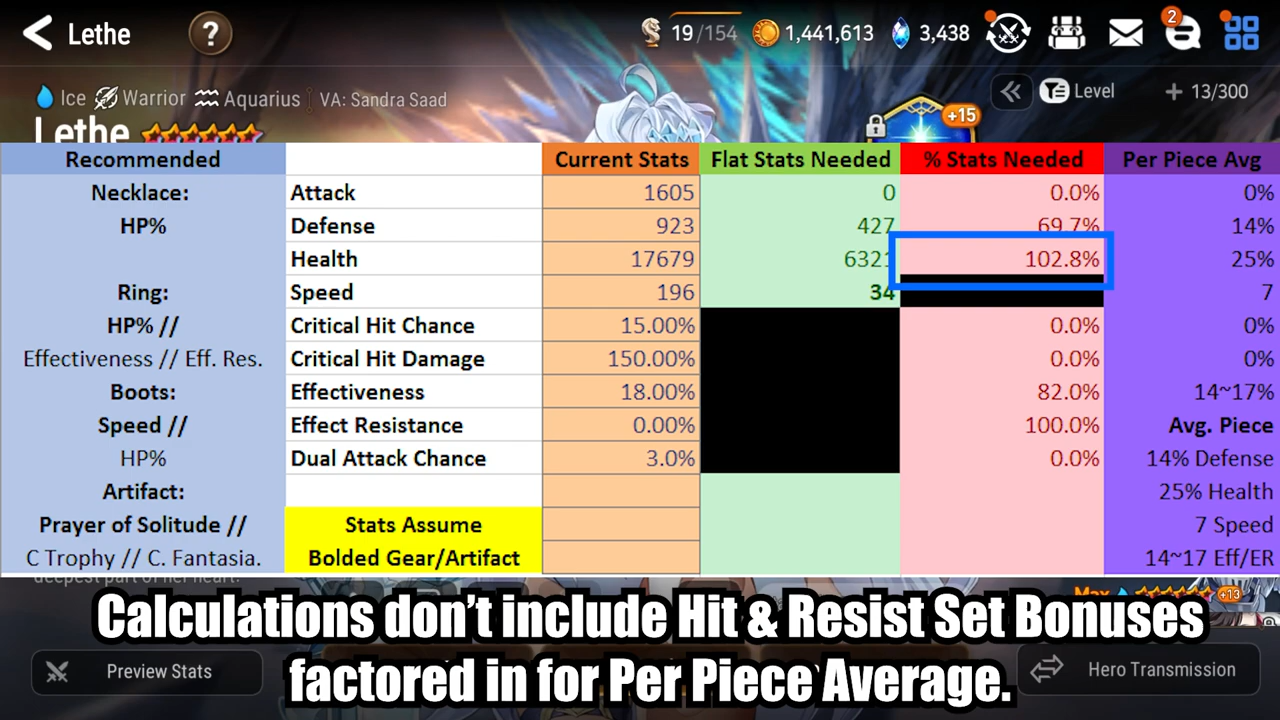 Lethe
?
19/154
1,441,613
3,438
2
Ice Warrior Aquarius VA: Sandra Saad
Level
+ 13/300
Lethe
+15
Recommended Current Stats Flat Stats Needed % Stats Needed Per Piece Avg
Necklace: Attack 1605 0 0.0% 0%
HP% Defense 923 427 69.7% 14%
Health 17679 6321 102.8% 25%
Ring: Speed 196 34 7
HP% // Critical Hit Chance 15.00% 0.0% 0%
Effectiveness // Eff. Res. Critical Hit Damage 150.00% 0.0% 0%
Boots: Effectiveness 18.00% 82.0% 14~17%
Speed // Effect Resistance 0.00% 100.0% Avg. Piece
HP% Dual Attack Chance 3.0% 0.0% 14% Defense
Artifact: 25% Health
Prayer of Solitude // Stats Assume 7 Speed
C Trophy // C. Fantasia. Bolded Gear/Artifact 14~17 Eff/ER
deepest part of her heart.
Max
+13
Calculations don't include Hit & Resist Set Bonuses
factored in for Per Piece Average.
Preview Stats
Hero Transmission